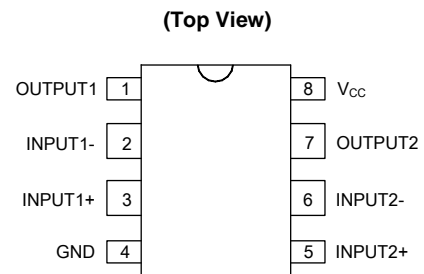 (Top View)
OUTPUT1 1 8 VCC
INPUT1- 2 7 OUTPUT2
INPUT1+ 3 6 INPUT2-
GND 4 5 INPUT2+